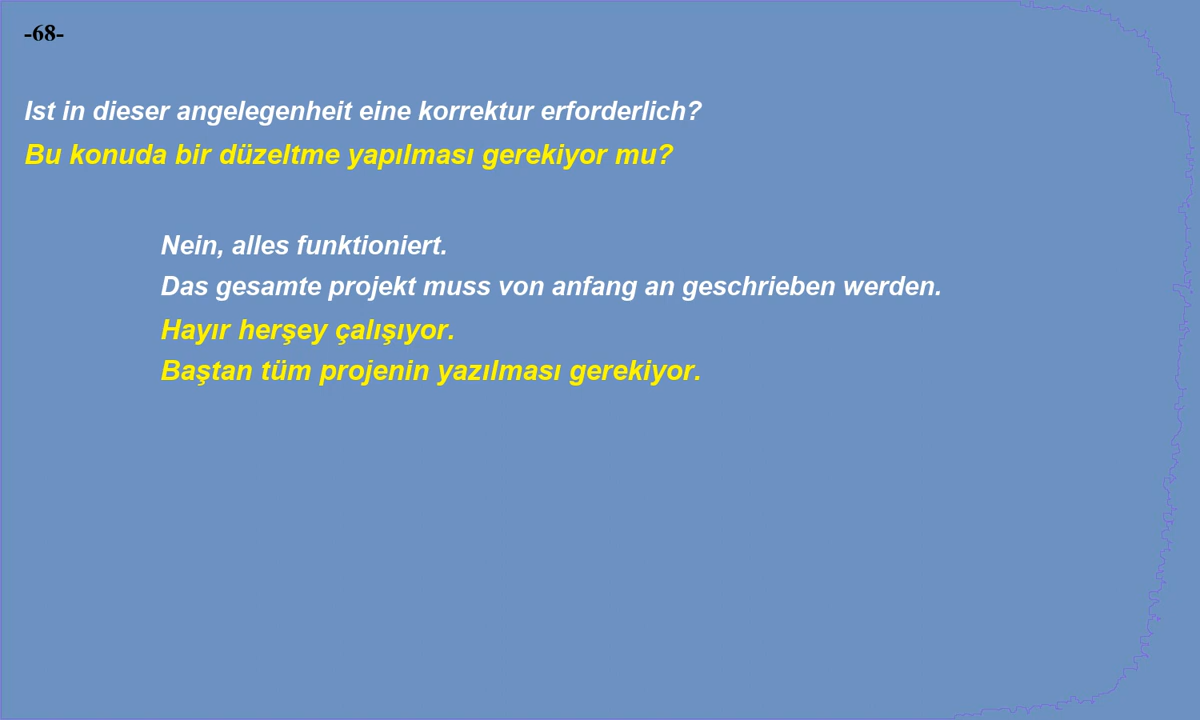 -68-
Ist in dieser angelegenheit eine korrektur erforderlich?
Bu konuda bir düzeltme yapılması gerekiyor mu?
Nein, alles funktioniert.
Das gesamte projekt muss von anfang an geschrieben werden.
Hayır herşey çalışıyor.
Baştan tüm projenin yazılması gerekiyor.